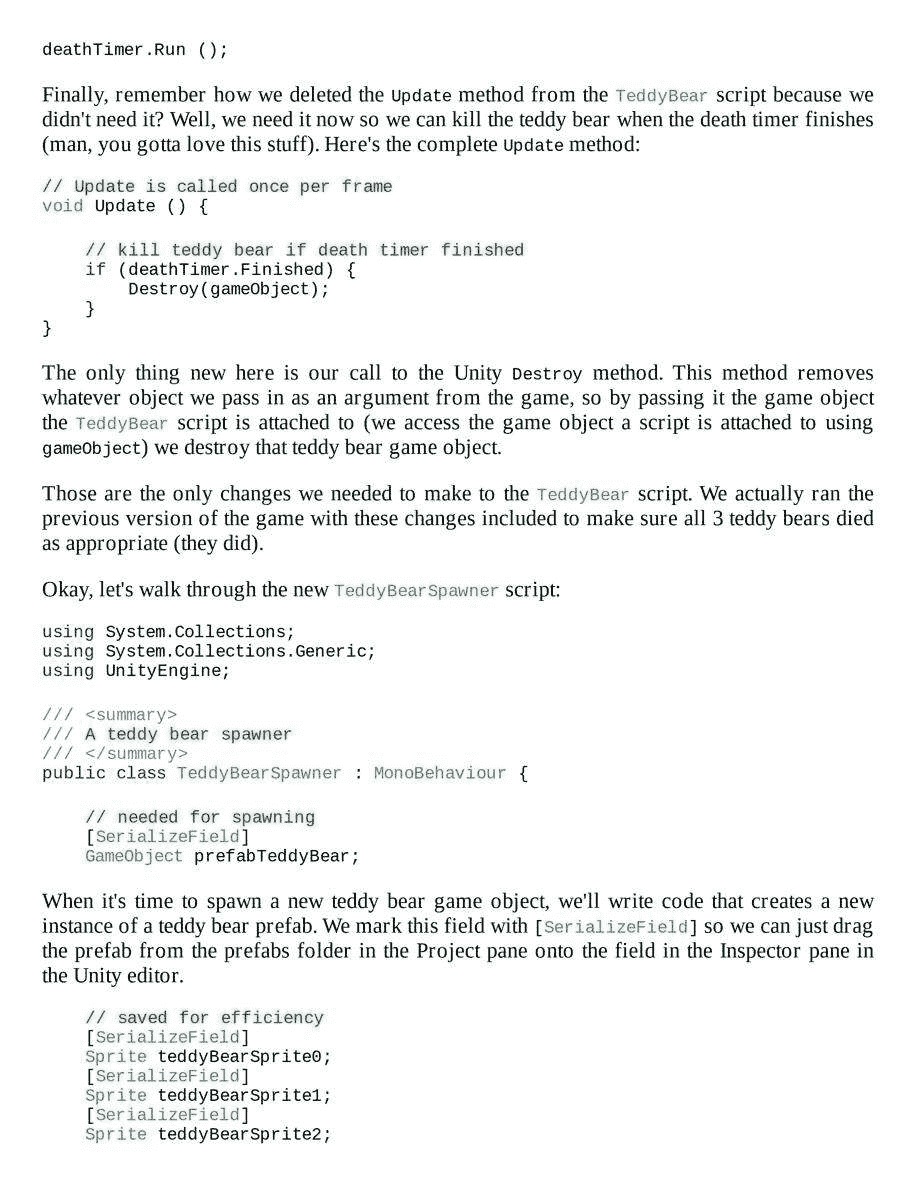 deathTimer.Run ();
Finally, remember how we deleted the Update method from the TeddyBear script because we
didn't need it? Well, we need it now so we can kill the teddy bear when the death timer finishes
(man, you gotta love this stuff). Here's the complete Update method:
// Update is called once per frame
void Update () {
    // kill teddy bear if death timer finished
    if (deathTimer.Finished) {
        Destroy(gameObject);
    }
}
The only thing new here is our call to the Unity Destroy method. This method removes
whatever object we pass in as an argument from the game, so by passing it the game object
the TeddyBear script is attached to (we access the game object a script is attached to using
gameObject) we destroy that teddy bear game object.
Those are the only changes we needed to make to the TeddyBear script. We actually ran the
previous version of the game with these changes included to make sure all 3 teddy bears died
as appropriate (they did).
Okay, let's walk through the new TeddyBearSpawner script:
using System.Collections;
using System.Collections.Generic;
using UnityEngine;
/// <summary>
/// A teddy bear spawner
/// </summary>
public class TeddyBearSpawner : MonoBehaviour {
    // needed for spawning
    [SerializeField]
    GameObject prefabTeddyBear;
When it's time to spawn a new teddy bear game object, we'll write code that creates a new
instance of a teddy bear prefab. We mark this field with [SerializeField] so we can just drag
the prefab from the prefabs folder in the Project pane onto the field in the Inspector pane in
the Unity editor.
    // saved for efficiency
    [SerializeField]
    Sprite teddyBearSprite0;
    [SerializeField]
    Sprite teddyBearSprite1;
    [SerializeField]
    Sprite teddyBearSprite2;